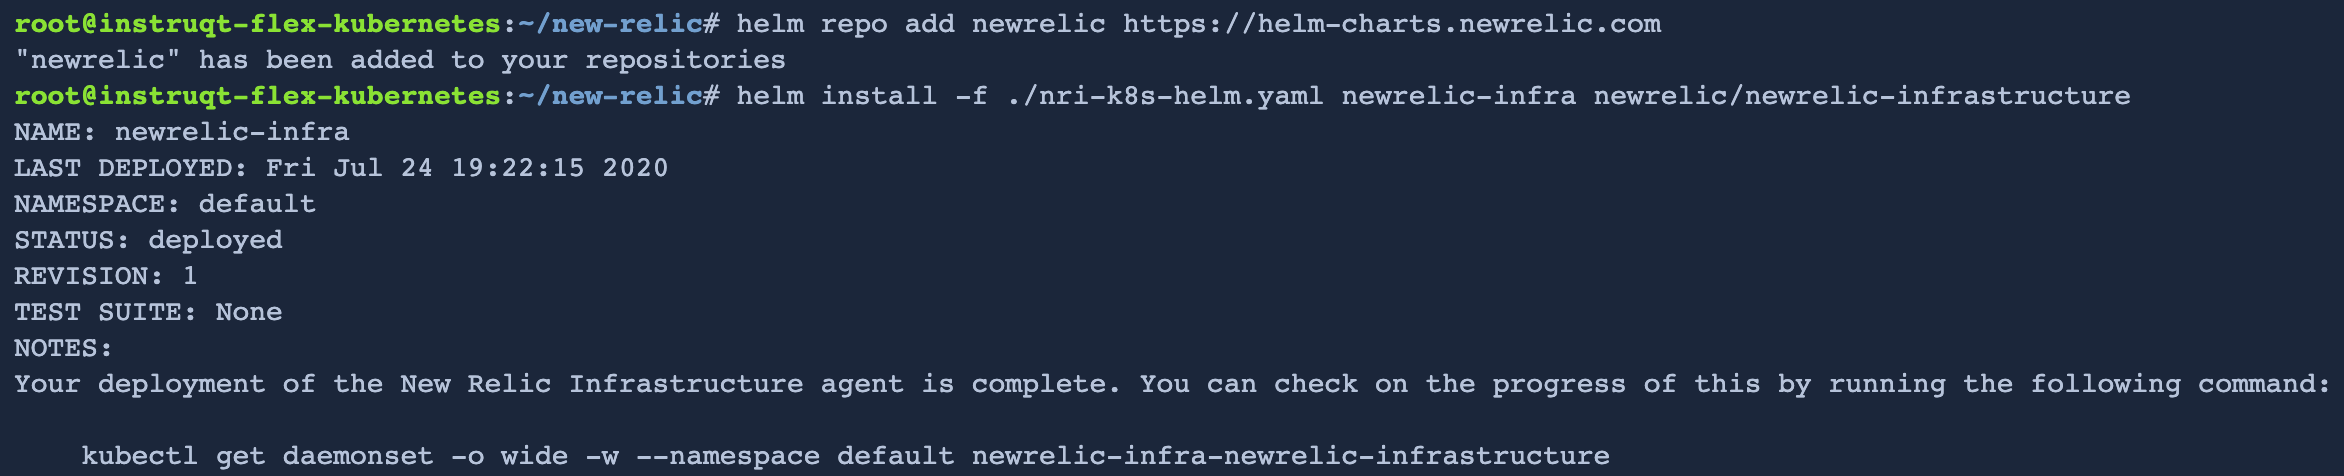 root@instruqt-flex-kubernetes:~/new-relic# helm repo add newrelic https://helm-charts.newrelic.com
"newrelic" has been added to your repositories
root@instruqt-flex-kubernetes:~/new-relic# helm install -f ./nri-k8s-helm.yaml newrelic-infra newrelic/newrelic-infrastructure
NAME: newrelic-infra
LAST DEPLOYED: Fri Jul 24 19:22:15 2020
NAMESPACE: default
STATUS: deployed
REVISION: 1
TEST SUITE: None
NOTES:
Your deployment of the New Relic Infrastructure agent is complete. You can check on the progress of this by running the following command:
kubectl get daemonset -o wide -w --namespace default newrelic-infra-newrelic-infrastructure